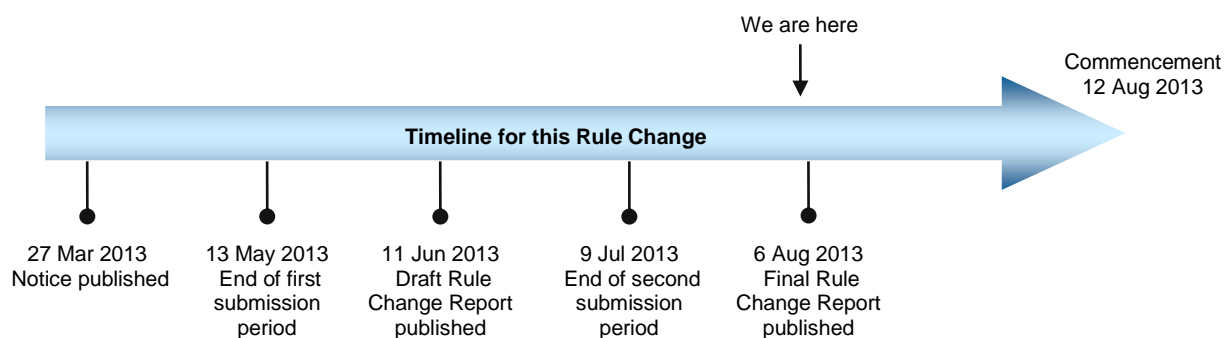 We are here
Commencement
12 Aug 2013
Timeline for this Rule Change
27 Mar 2013
Notice published
13 May 2013
End of first
submission
period
11 Jun 2013
Draft Rule
Change Report
published
9 Jul 2013
End of second
submission
period
6 Aug 2013
Final Rule
Change Report
published